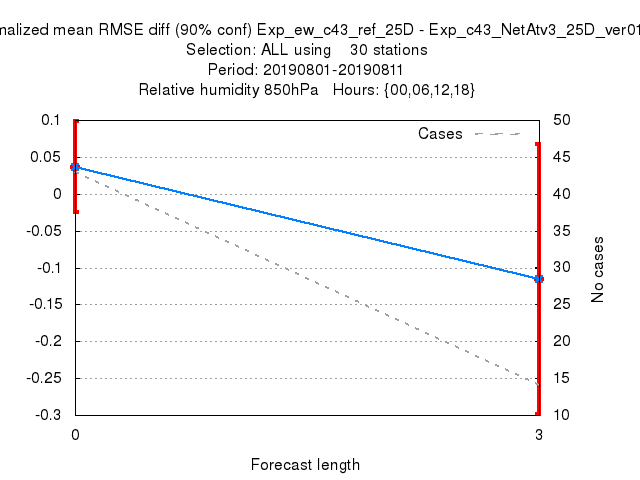 malized mean RMSE diff (90% conf) Exp_ew_c43_ref_25D - Exp_c43_NetAtv3_25D_ver01
Selection: ALL using 30 stations
Period: 20190801-20190811
Relative humidity 850hPa Hours: {00,06,12,18}
Cases
0.1
0.05
0
-0.05
-0.1
-0.15
-0.2
-0.25
-0.3
50
45
40
35
30
25
20
15
10
No cases
0
3
Forecast length